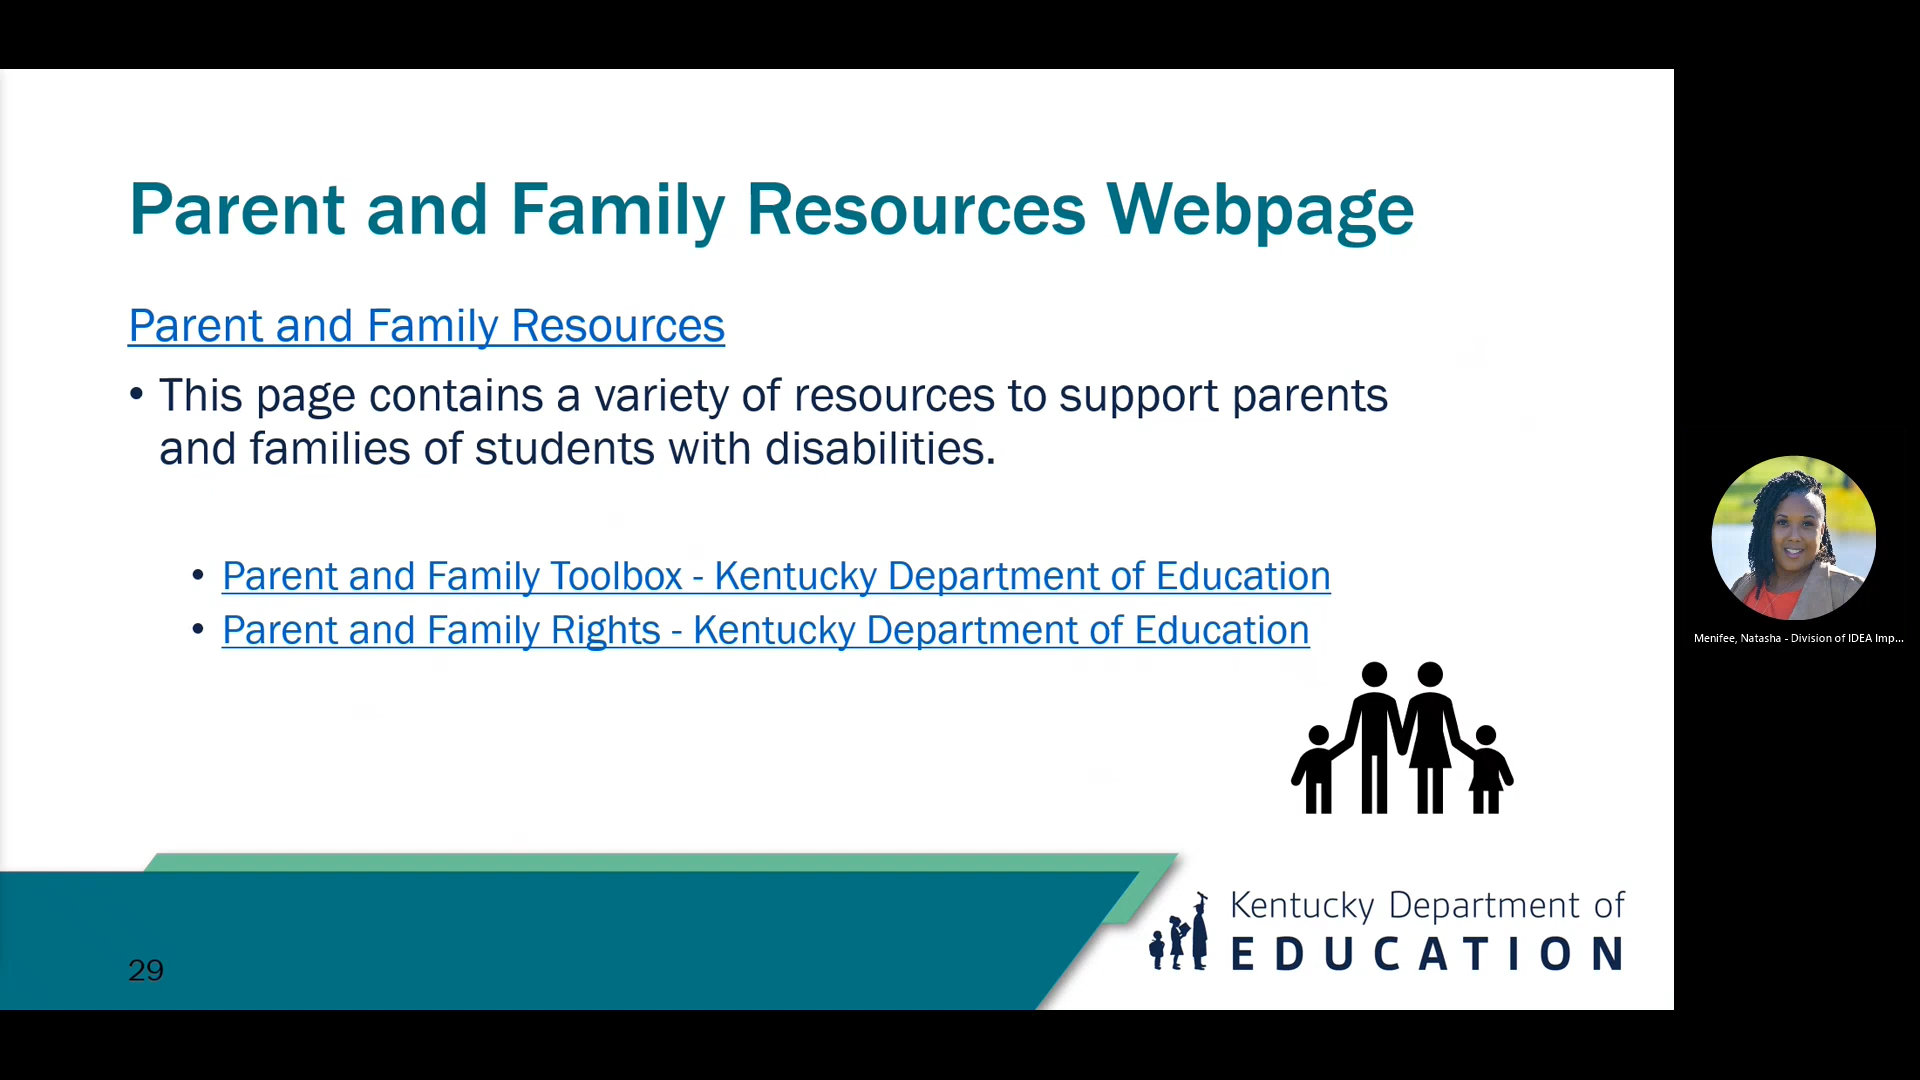 Parent and Family Resources Webpage
Parent and Family Resources
• This page contains a variety of resources to support parents
and families of students with disabilities.
• Parent and Family Toolbox - Kentucky Department of Education
• Parent and Family Rights - Kentucky Department of Education
Menifee, Natasha - Division of IDEA Imp...
Kentucky Department of
EDUCATION
29